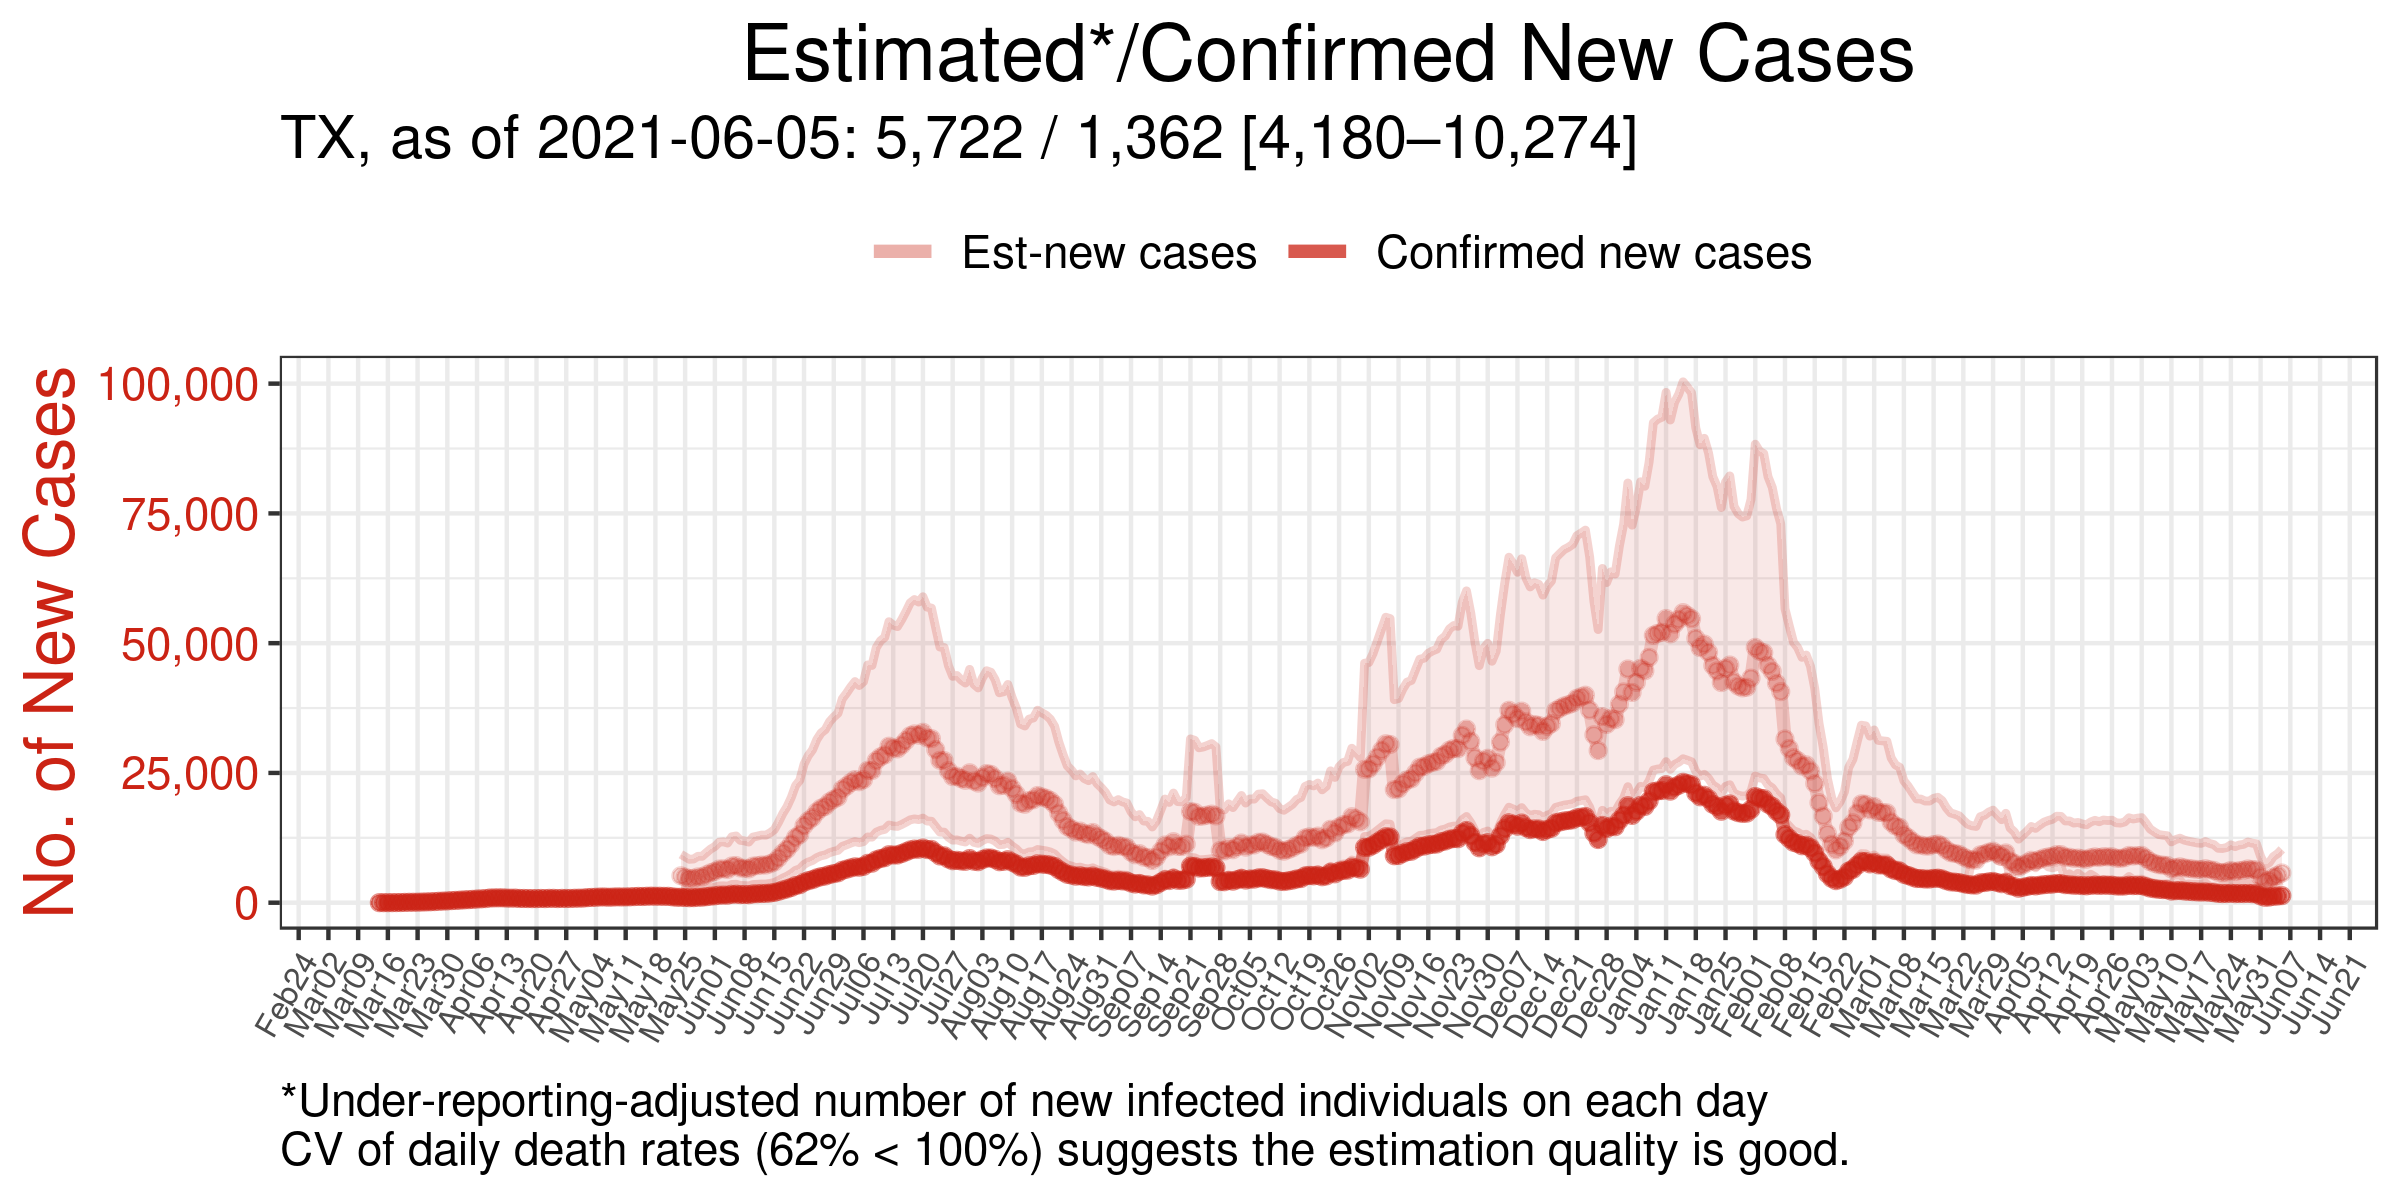 Estimated*/Confirmed New Cases
TX, as of 2021-06-05: 5,722 / 1,362 [4,180–10,274]
Est-new cases
Confirmed new cases
No. of New Cases
100,000
75,000
50,000
25,000
0
Feb24
Mar02
Mar09
Mar16
Mar23
Mar30
Apr06
Apr13
Apr20
Apr27
May04
May11
May18
May25
Jun01
Jun08
Jun15
Jun22
Jun29
Jul06
Jul13
Jul20
Jul27
Aug03
Aug10
Aug17
Aug24
Aug31
Sep07
Sep14
Sep21
Sep28
Oct05
Oct12
Oct19
Oct26
Nov02
Nov09
Nov16
Nov23
Nov30
Dec07
Dec14
Dec21
Dec28
Jan04
Jan11
Jan18
Jan25
Feb01
Feb08
Feb15
Feb22
Mar01
Mar08
Mar15
Mar22
Mar29
Apr05
Apr12
Apr19
Apr26
May03
May10
May17
May24
May31
Jun07
Jun14
Jun21
*Under-reporting-adjusted number of new infected individuals on each day
CV of daily death rates (62% < 100%) suggests the estimation quality is good.